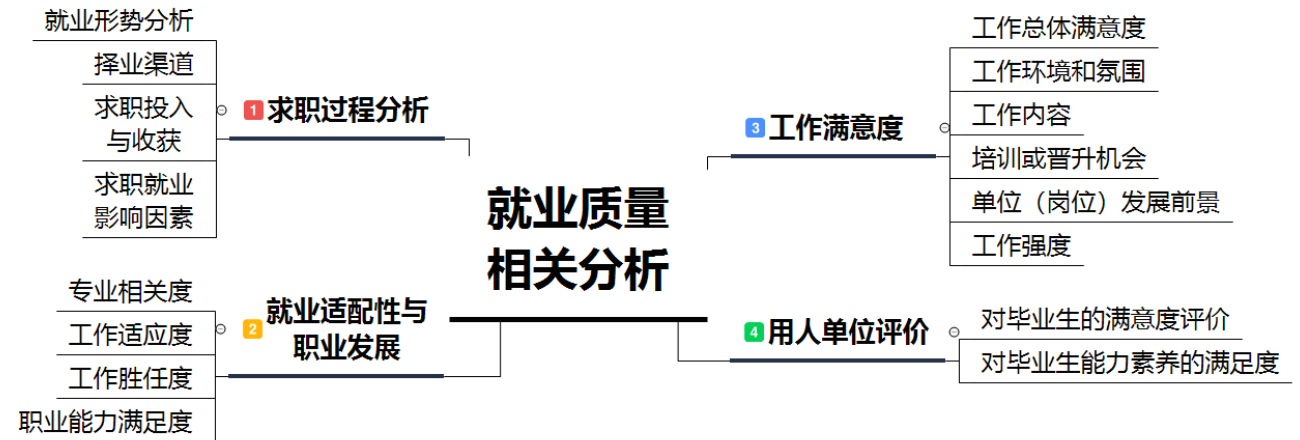 就业质量
相关分析
1 求职过程分析
就业形势分析
择业渠道
求职投入
与收获
求职就业
影响因素
2 就业适配性与
职业发展
专业相关度
工作适应度
工作胜任度
职业能力满足度
3 工作满意度
工作总体满意度
工作环境和氛围
工作内容
培训或晋升机会
单位（岗位）发展前景
工作强度
4 用人单位评价
对毕业生的满意度评价
对毕业生能力素养的满足度